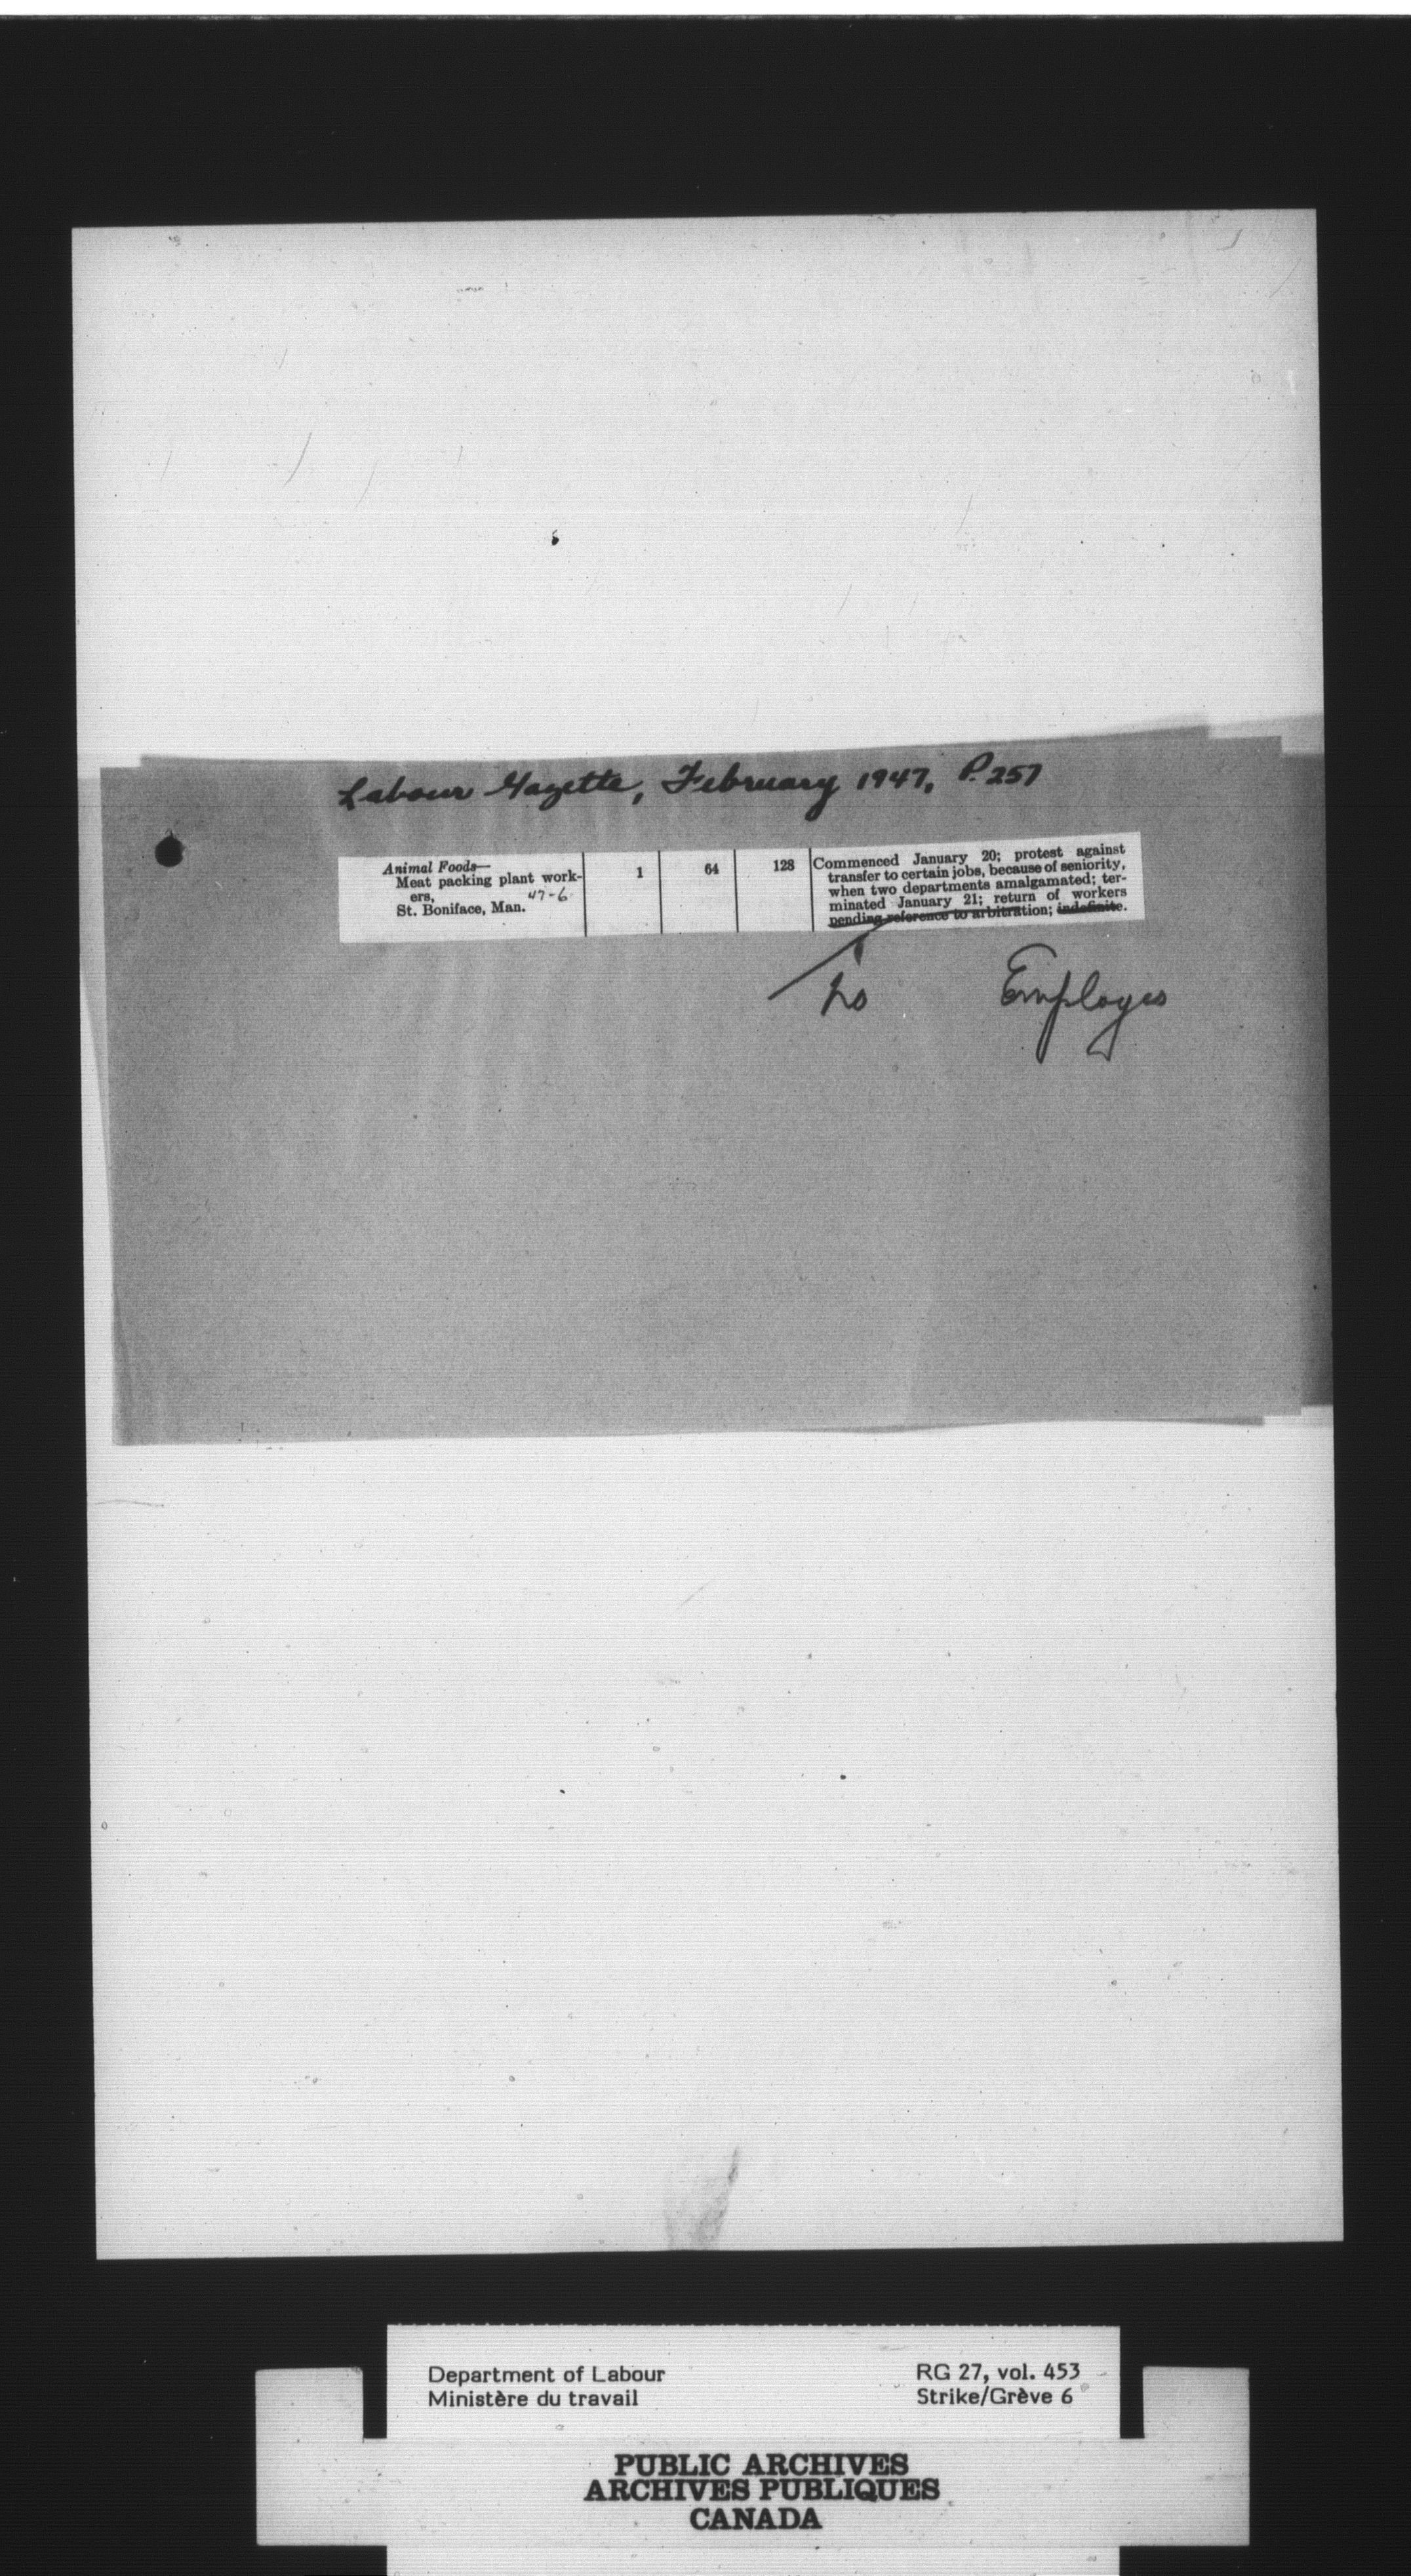 Labour Gazette, February 1947, P. 257
Animal Foods—
Meat packing plant work-
ers, 47-6
St. Boniface, Man.
1
64
128
Commenced January 20; protest against
transfer to certain jobs, because of seniority,
when two departments amalgamated; ter-
minated January 21; return of workers
pending reference to arbitration; indefinite.
Employes
Department of Labour
Ministère du travail
RG 27, vol. 453
Strike/Grève 6
PUBLIC ARCHIVES
ARCHIVES PUBLIQUES
CANADA